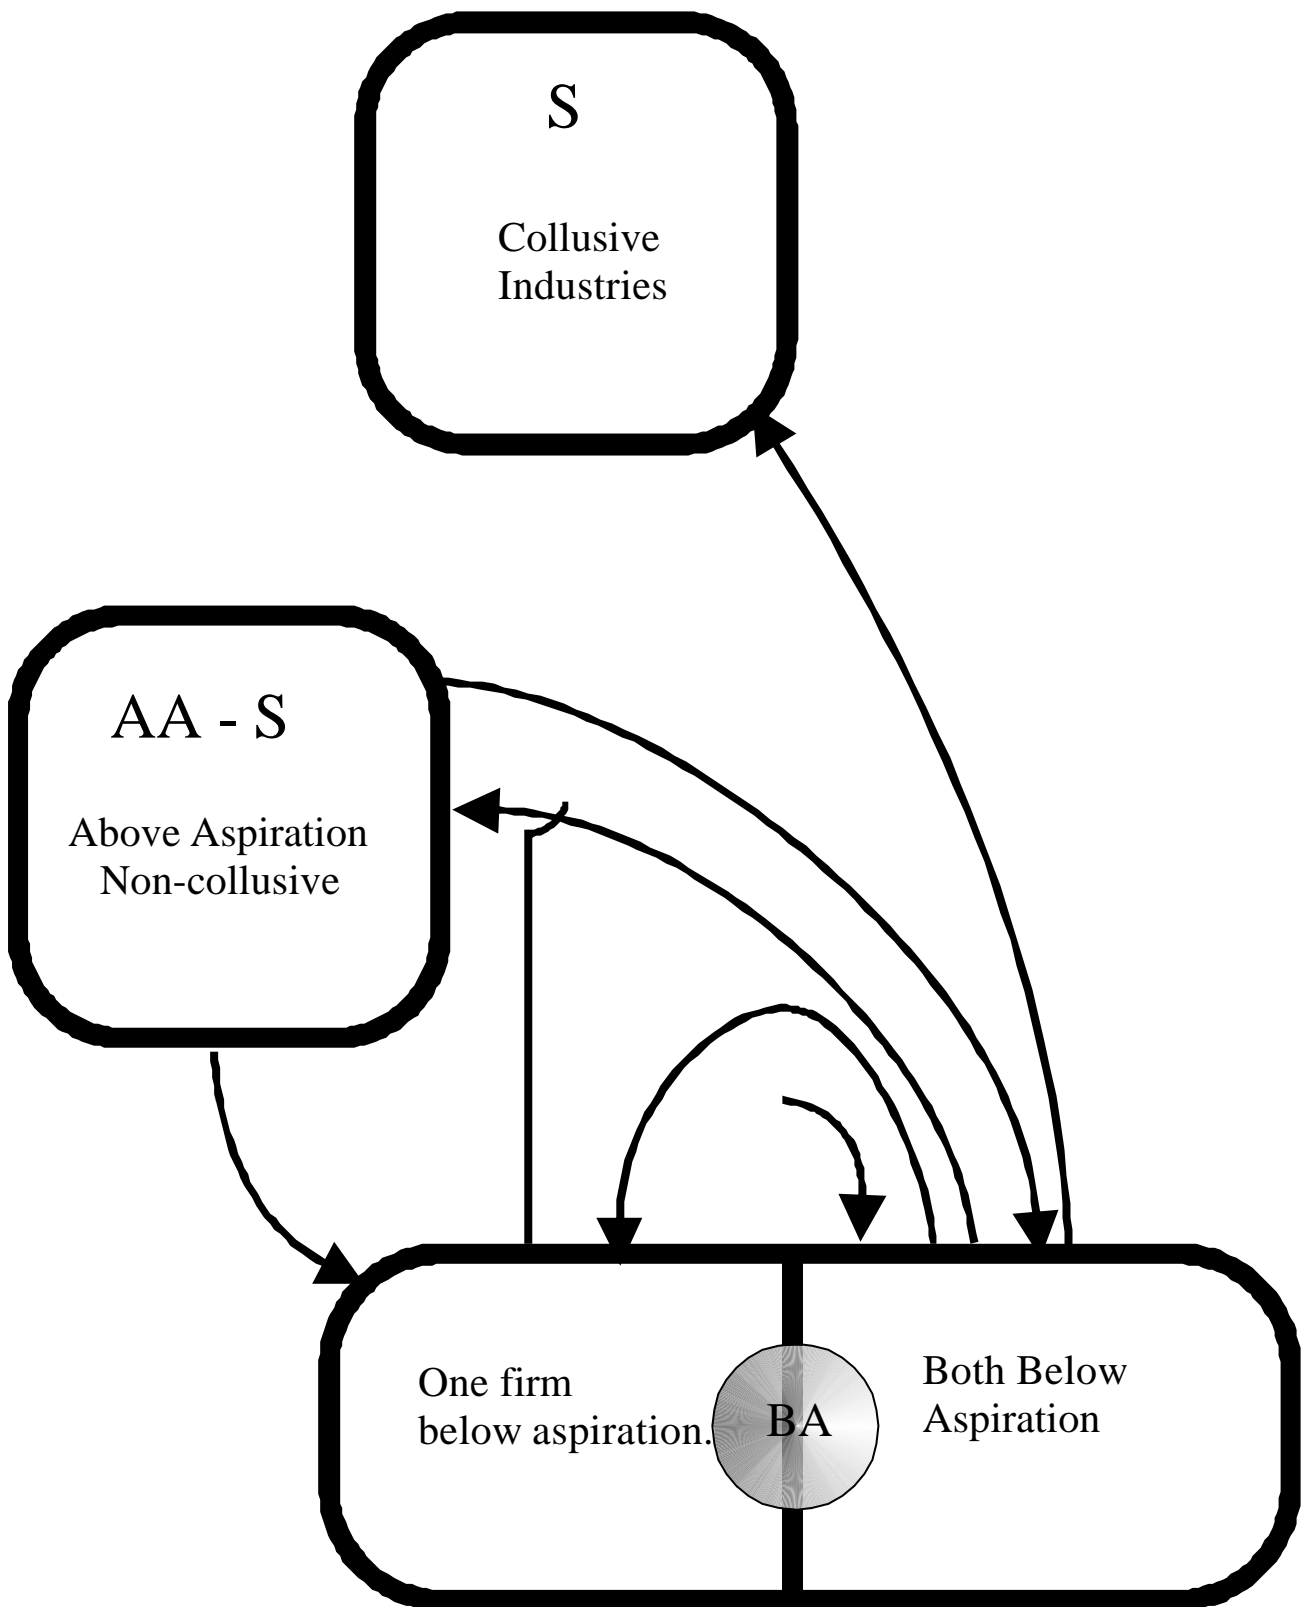 S
Collusive
Industries
AA - S
Above Aspiration
Non-collusive
One firm
below aspiration.
BA
Both Below
Aspiration